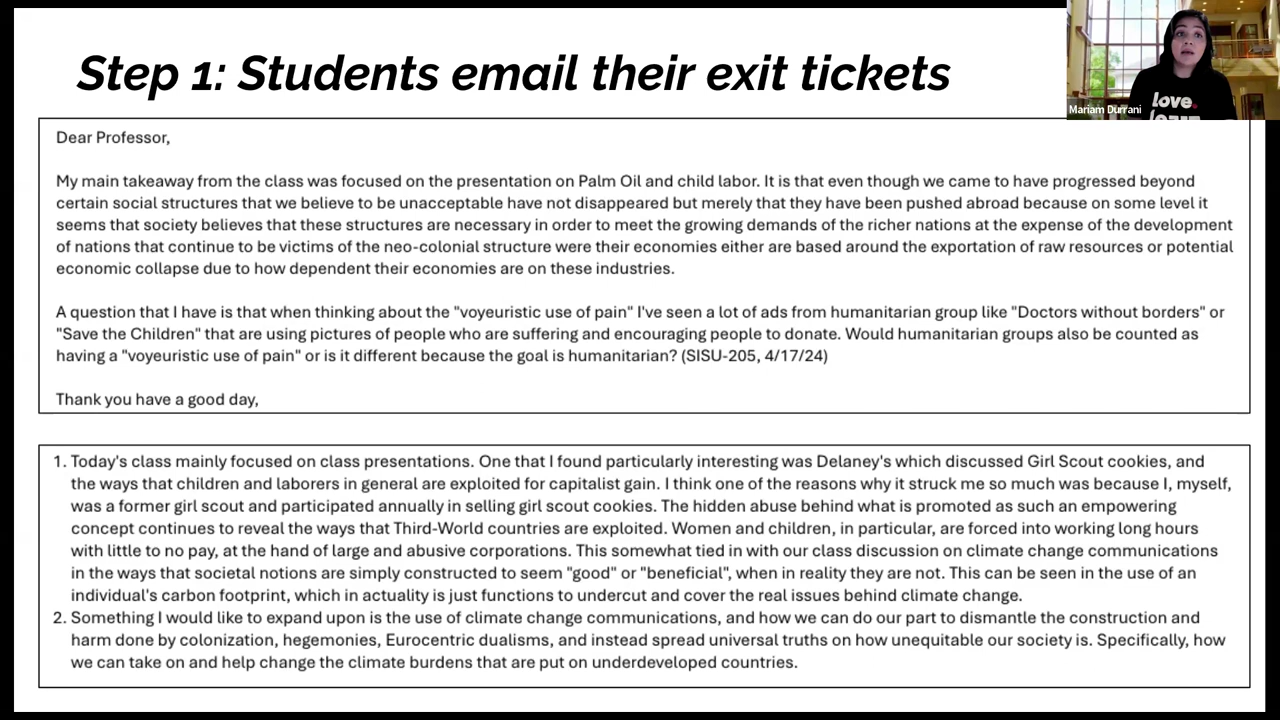 Step 1: Students email their exit tickets
love.
Mariam Durrani
Dear Professor,
My main takeaway from the class was focused on the presentation on Palm Oil and child labor. It is that even though we came to have progressed beyond
certain social structures that we believe to be unacceptable have not disappeared but merely that they have been pushed abroad because on some level it
seems that society believes that these structures are necessary in order to meet the growing demands of the richer nations at the expense of the development
of nations that continue to be victims of the neo-colonial structure were their economies either are based around the exportation of raw resources or potential
economic collapse due to how dependent their economies are on these industries.
A question that I have is that when thinking about the "voyeuristic use of pain" I've seen a lot of ads from humanitarian group like "Doctors without borders" or
"Save the Children" that are using pictures of people who are suffering and encouraging people to donate. Would humanitarian groups also be counted as
having a "voyeuristic use of pain" or is it different because the goal is humanitarian? (SISU-205, 4/17/24)
Thank you have a good day,
1. Today's class mainly focused on class presentations. One that I found particularly interesting was Delaney's which discussed Girl Scout cookies, and
the ways that children and laborers in general are exploited for capitalist gain. I think one of the reasons why it struck me so much was because I, myself,
was a former girl scout and participated annually in selling girl scout cookies. The hidden abuse behind what is promoted as such an empowering
concept continues to reveal the ways that Third-World countries are exploited. Women and children, in particular, are forced into working long hours
with little to no pay, at the hand of large and abusive corporations. This somewhat tied in with our class discussion on climate change communications
in the ways that societal notions are simply constructed to seem "good" or "beneficial", when in reality they are not. This can be seen in the use of an
individual's carbon footprint, which in actuality is just functions to undercut and cover the real issues behind climate change.
2. Something I would like to expand upon is the use of climate change communications, and how we can do our part to dismantle the construction and
harm done by colonization, hegemonies, Eurocentric dualisms, and instead spread universal truths on how unequitable our society is. Specifically, how
we can take on and help change the climate burdens that are put on underdeveloped countries.